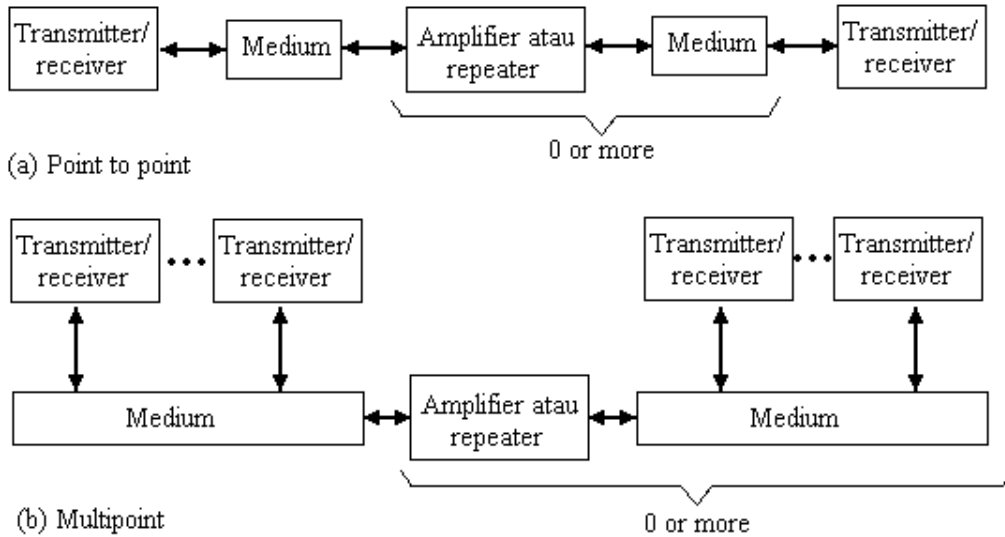 Transmitter/
receiver
Medium
Amplifier atau
repeater
Medium
Transmitter/
receiver
0 or more
(a) Point to point
Transmitter/
receiver
Transmitter/
receiver
Transmitter/
receiver
Transmitter/
receiver
Medium
Amplifier atau
repeater
Medium
0 or more
(b) Multipoint